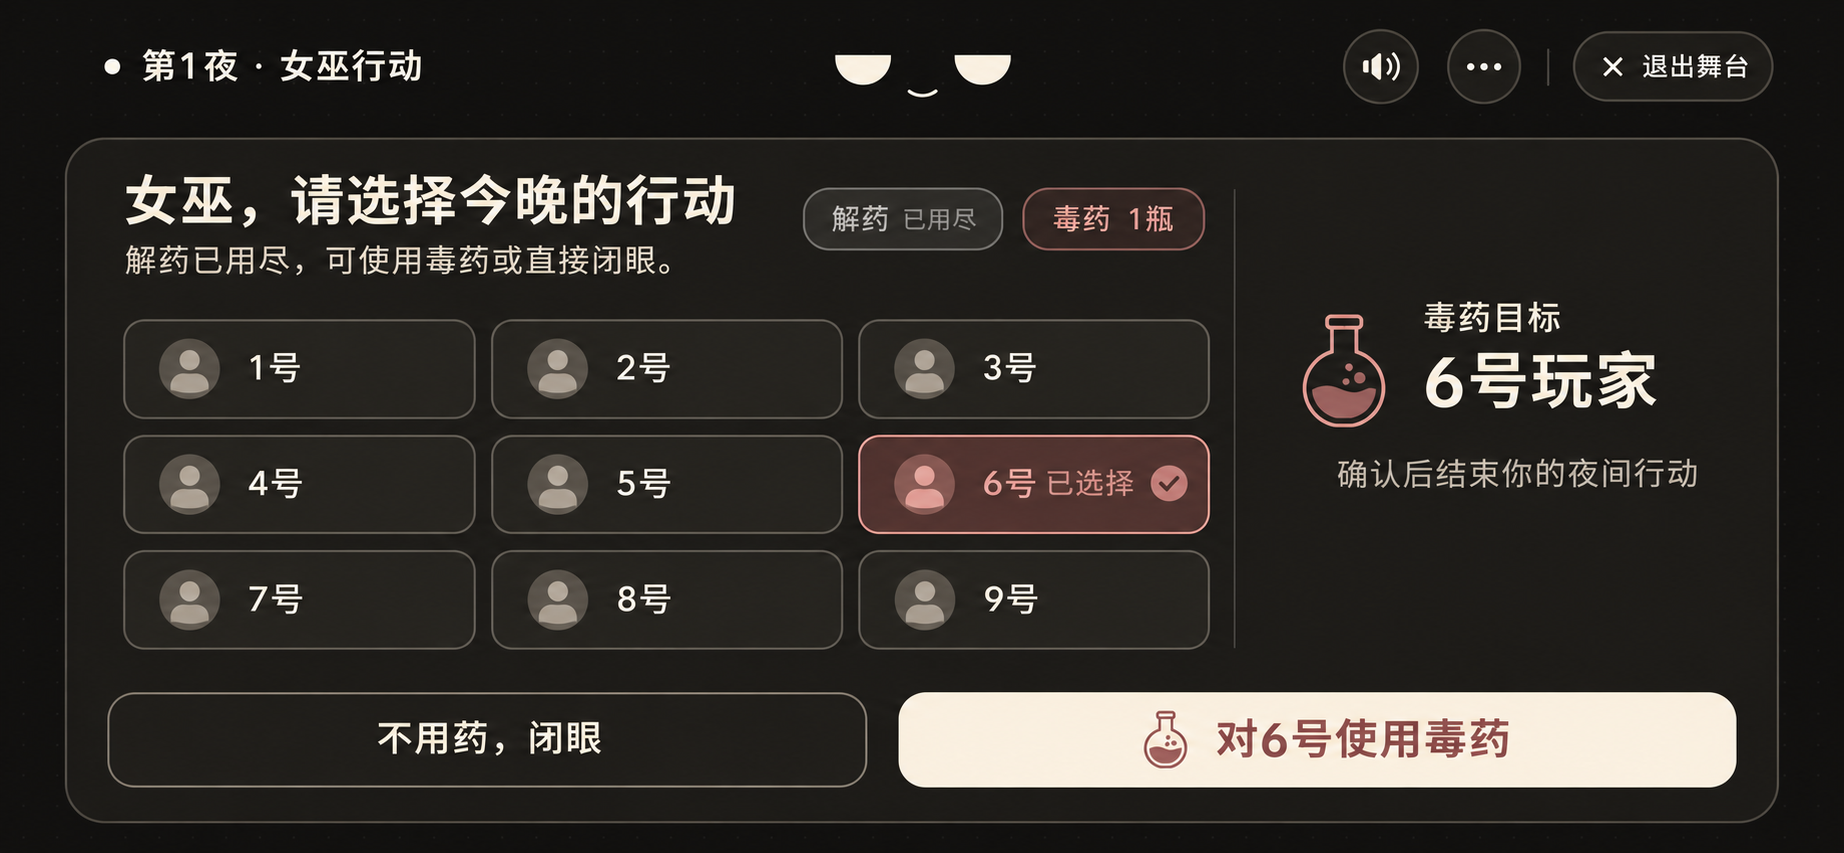 第1夜 · 女巫行动
退出舞台
女巫，请选择今晚的行动
解药 已用尽
毒药 1瓶
解药已用尽，可使用毒药或直接闭眼。
1号
2号
3号
4号
5号
6号 已选择
7号
8号
9号
毒药目标
6号玩家
确认后结束你的夜间行动
不用药，闭眼
对6号使用毒药